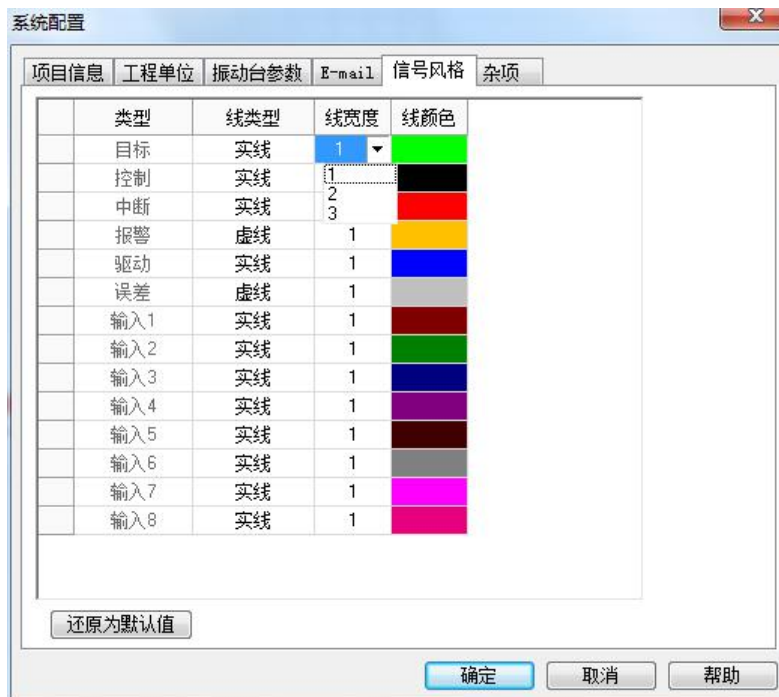 系统配置
项目信息 工程单位 振动台参数 E-mail 信号风格 杂项
类型 线类型 线宽度 线颜色
目标 实线 1
控制 实线 1
中断 实线 2
3
报警 虚线 1
驱动 实线 1
误差 虚线 1
输入1 实线 1
输入2 实线 1
输入3 实线 1
输入4 实线 1
输入5 实线 1
输入6 实线 1
输入7 实线 1
输入8 实线 1
还原为默认值
确定 取消 帮助